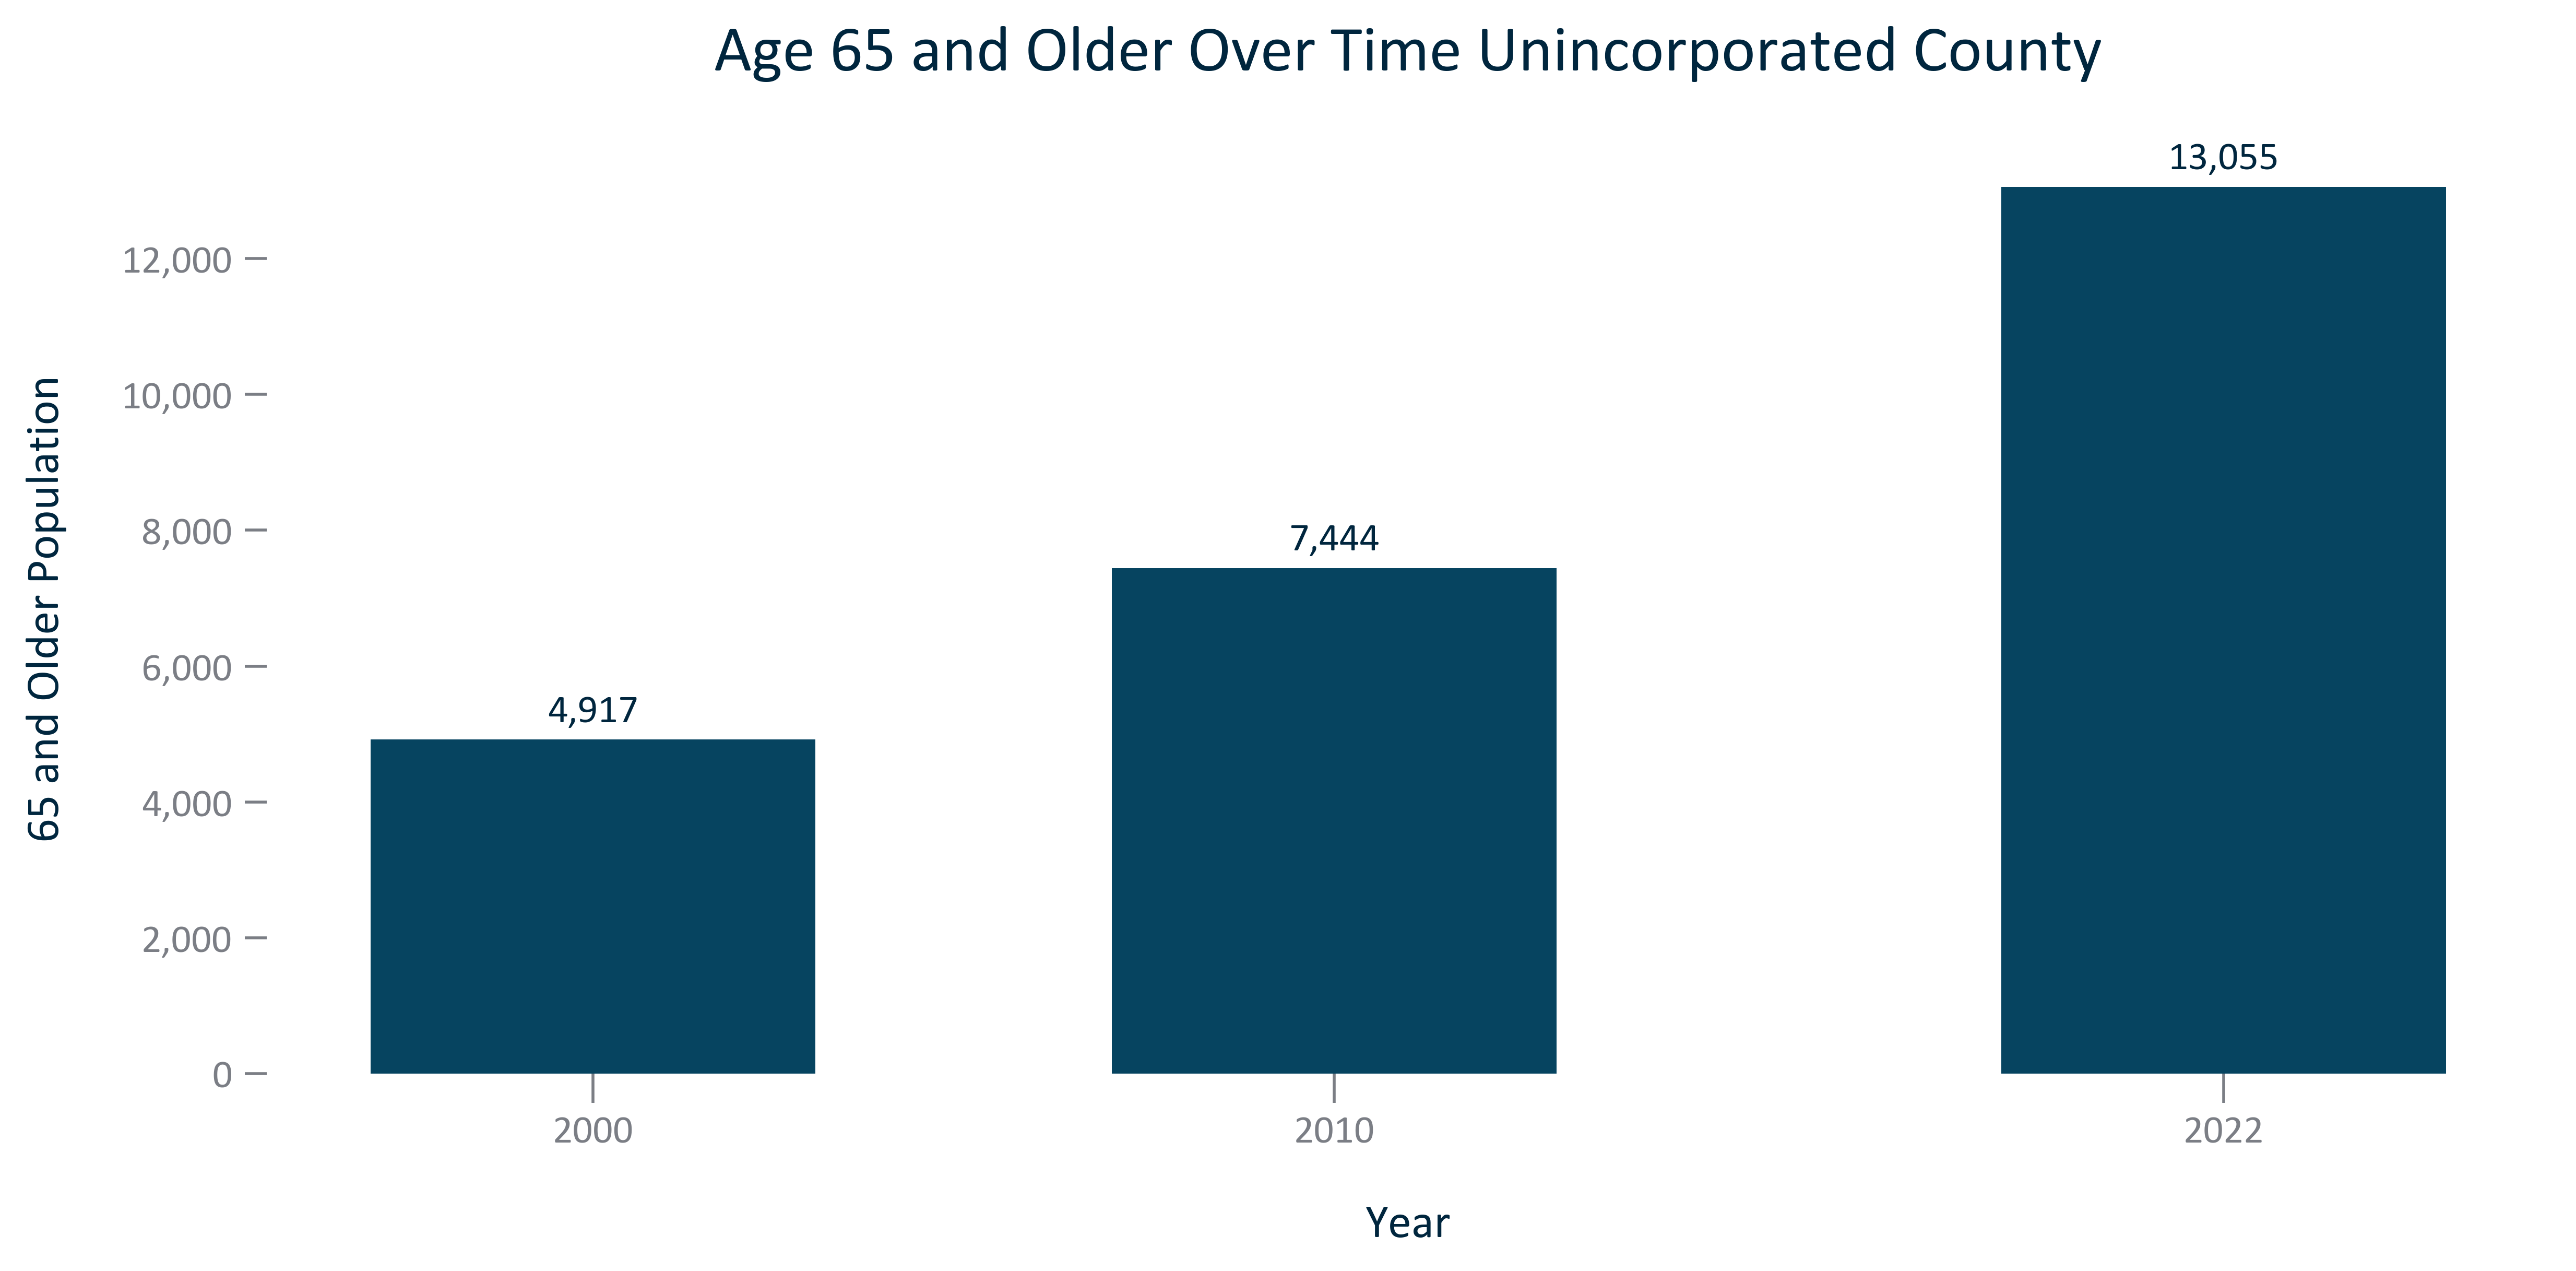 Age 65 and Older Over Time Unincorporated County
13,055
12,000
10,000
8,000
7,444
6,000
4,917
4,000
2,000
0
65 and Older Population
2000 2010 2022
Year